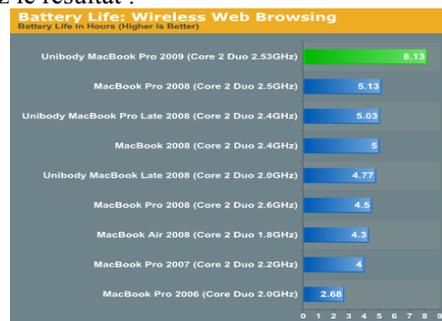 z le résultat :
Battery Life: Wireless Web Browsing
Battery Life In Hours (Higher is Better)
Unibody MacBook Pro 2009 (Core 2 Duo 2.53GHz) 8.13
MacBook Pro 2008 (Core 2 Duo 2.5GHz) 5.13
Unibody MacBook Pro Late 2008 (Core 2 Duo 2.4GHz) 5.03
MacBook 2008 (Core 2 Duo 2.4GHz) 5
Unibody MacBook Late 2008 (Core 2 Duo 2.0GHz) 4.77
MacBook Pro 2008 (Core 2 Duo 2.6GHz) 4.5
MacBook Air 2008 (Core 2 Duo 1.8GHz) 4.3
MacBook Pro 2007 (Core 2 Duo 2.2GHz) 4
MacBook Pro 2006 (Core Duo 2.0GHz) 2.68
0 1 2 3 4 5 6 7 8 9